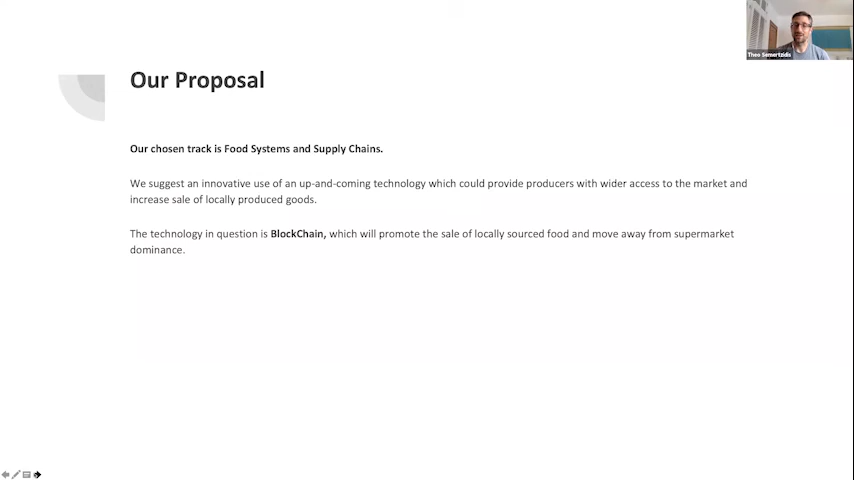 Theo Semertzidis
Our Proposal
Our chosen track is Food Systems and Supply Chains.
We suggest an innovative use of an up-and-coming technology which could provide producers with wider access to the market and
increase sale of locally produced goods.
The technology in question is BlockChain, which will promote the sale of locally sourced food and move away from supermarket
dominance.